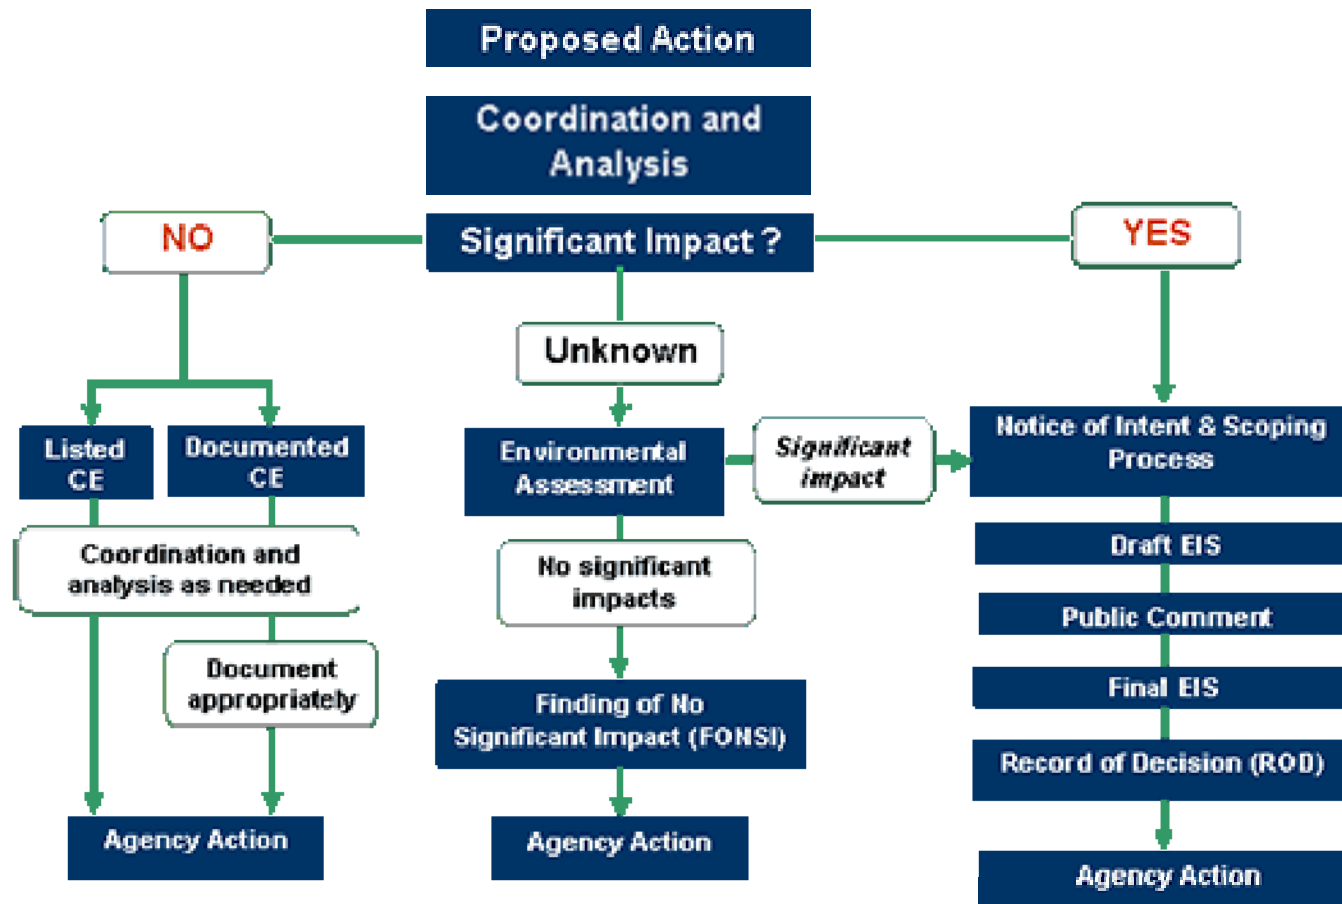 Proposed Action
Coordination and
Analysis
Significant Impact ?
NO
YES
Unknown
Listed
CE
Documented
CE
Environmental
Assessment
Significant
impact
Notice of Intent & Scoping
Process
Coordination and
analysis as needed
No significant
impacts
Draft EIS
Public Comment
Document
appropriately
Finding of No
Significant Impact (FONSI)
Final EIS
Record of Decision (ROD)
Agency Action
Agency Action
Agency Action